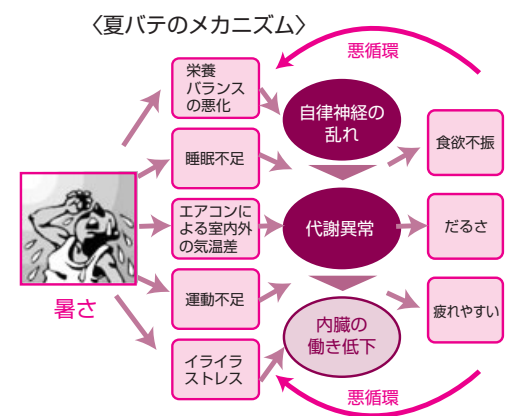 〈夏バテのメカニズム〉
悪循環
栄養
バランス
の悪化
自律神経の
乱れ
食欲不振
睡眠不足
エアコンに
よる室内外
の気温差
代謝異常
だるさ
暑さ
運動不足
疲れやすい
内臓の
働き低下
イライラ
ストレス
悪循環